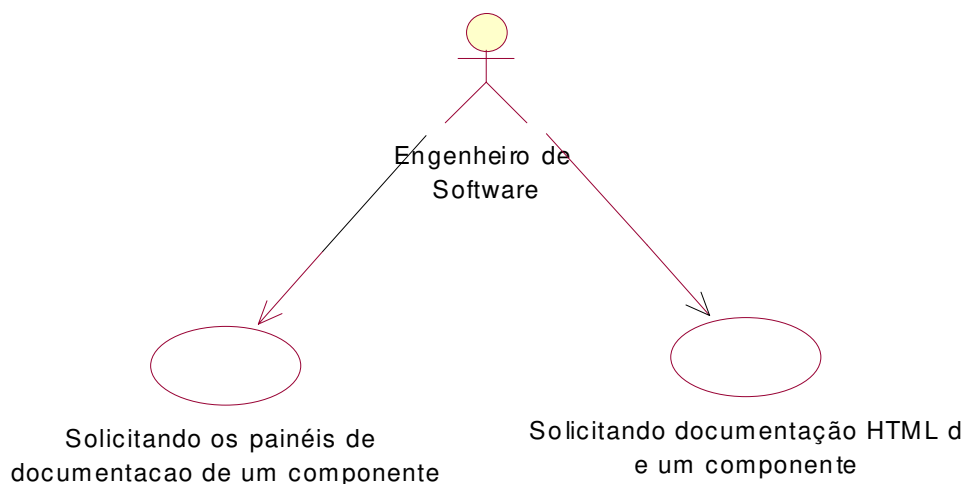 Engenheiro de
Software
Solicitando os painéis de
documentacao de um componente
Solicitando documentação HTML d
e um componente